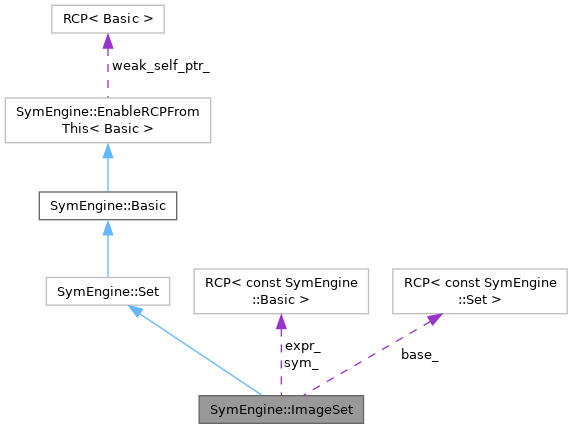 RCP< Basic >
weak_self_ptr_
SymEngine::EnableRCPFrom
This< Basic >
SymEngine::Basic
SymEngine::Set
RCP< const SymEngine
::Basic >
RCP< const SymEngine
::Set >
expr_
sym_
base_
SymEngine::ImageSet